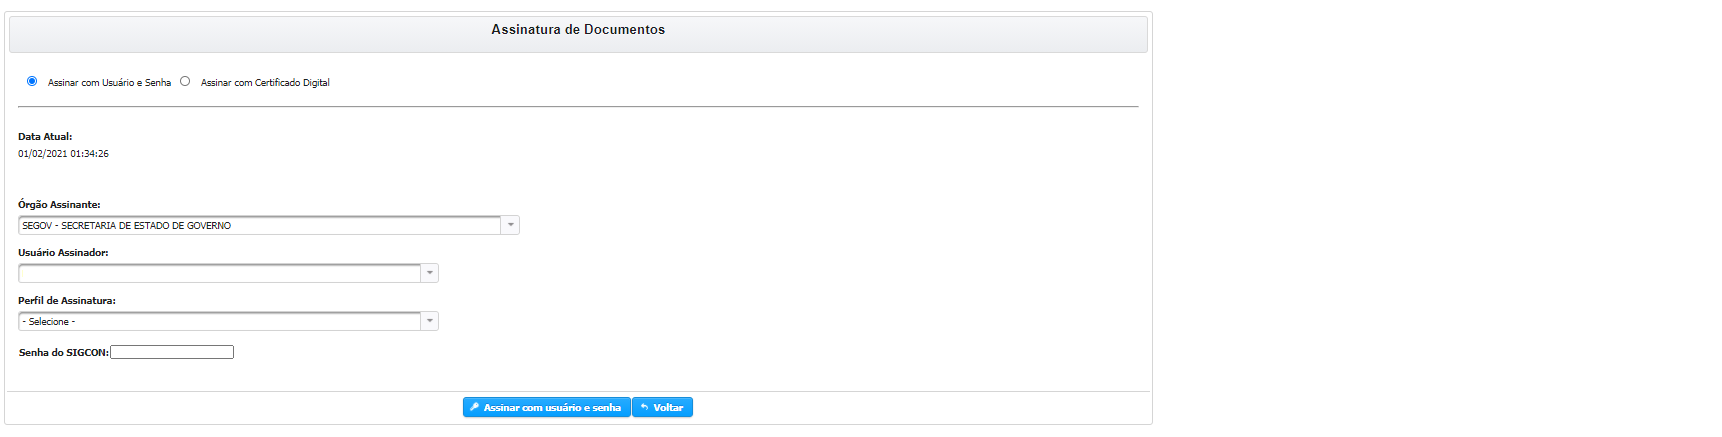 Assinatura de Documentos
Assinar com Usuário e Senha Assinar com Certificado Digital
Data Atual:
01/02/2021 01:34:26
Órgão Assinante:
SEGOV - SECRETARIA DE ESTADO DE GOVERNO
Usuário Assinador:
Perfil de Assinatura:
- Selecione -
Senha do SIGCON:
Assinar com usuário e senha Voltar